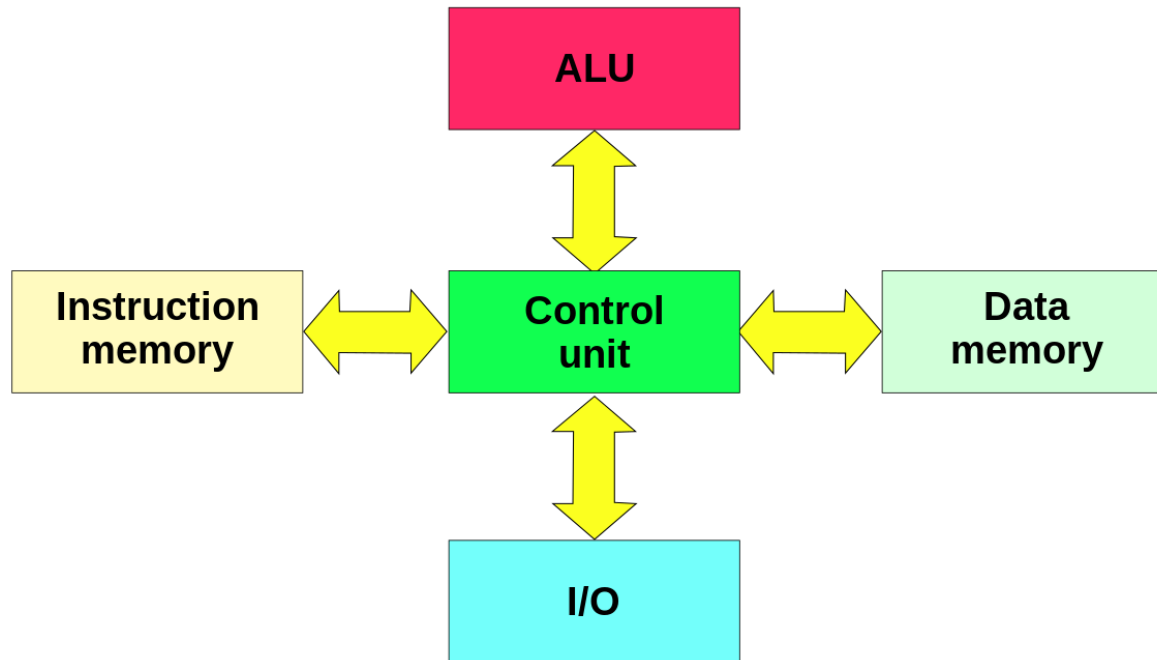 ALU
Instruction
memory
Control
unit
Data
memory
I/O